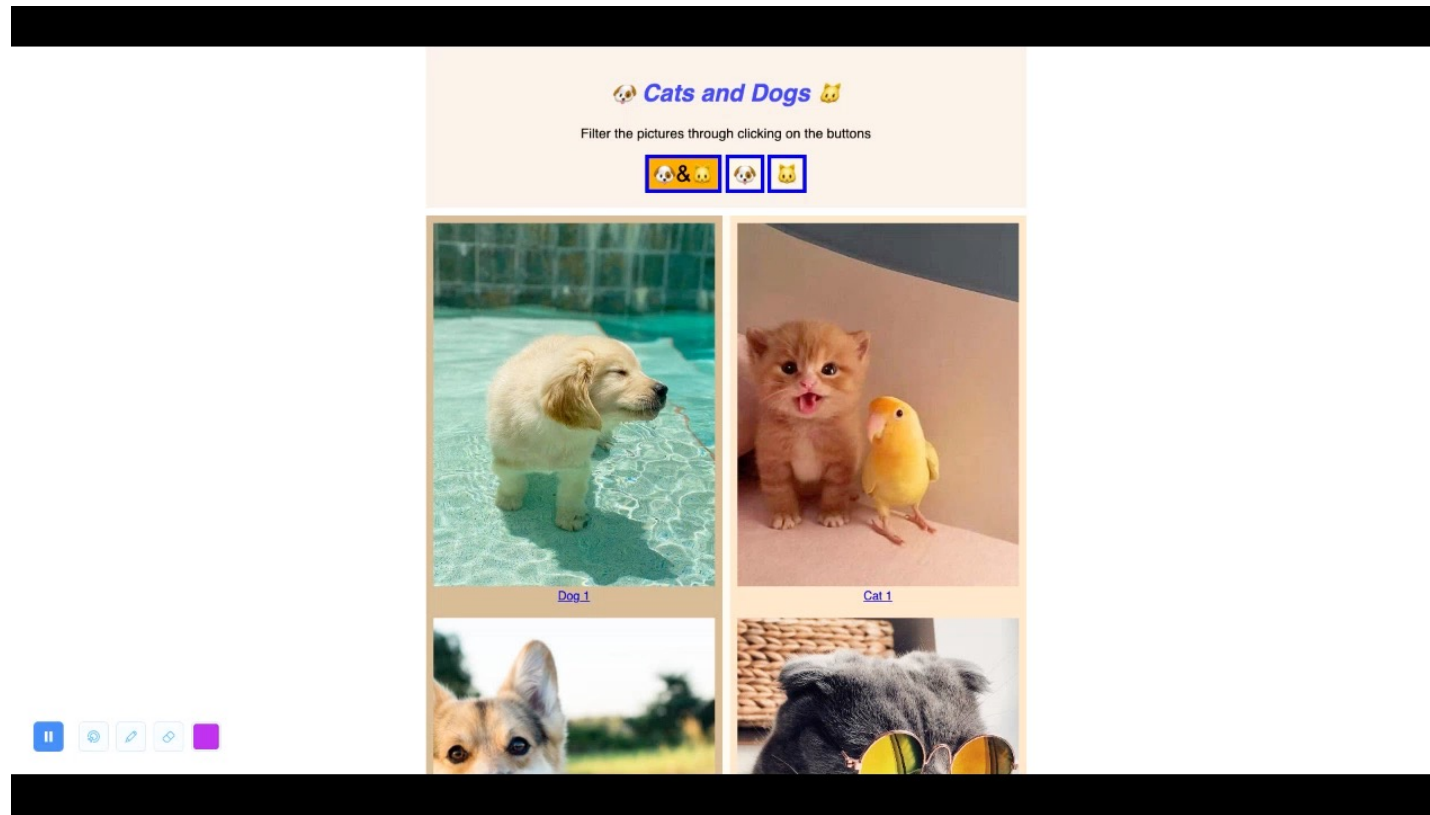 🐶 Cats and Dogs 🐱
Filter the pictures through clicking on the buttons
🐶&🐱 🐶 🐱
Dog 1
Cat 1